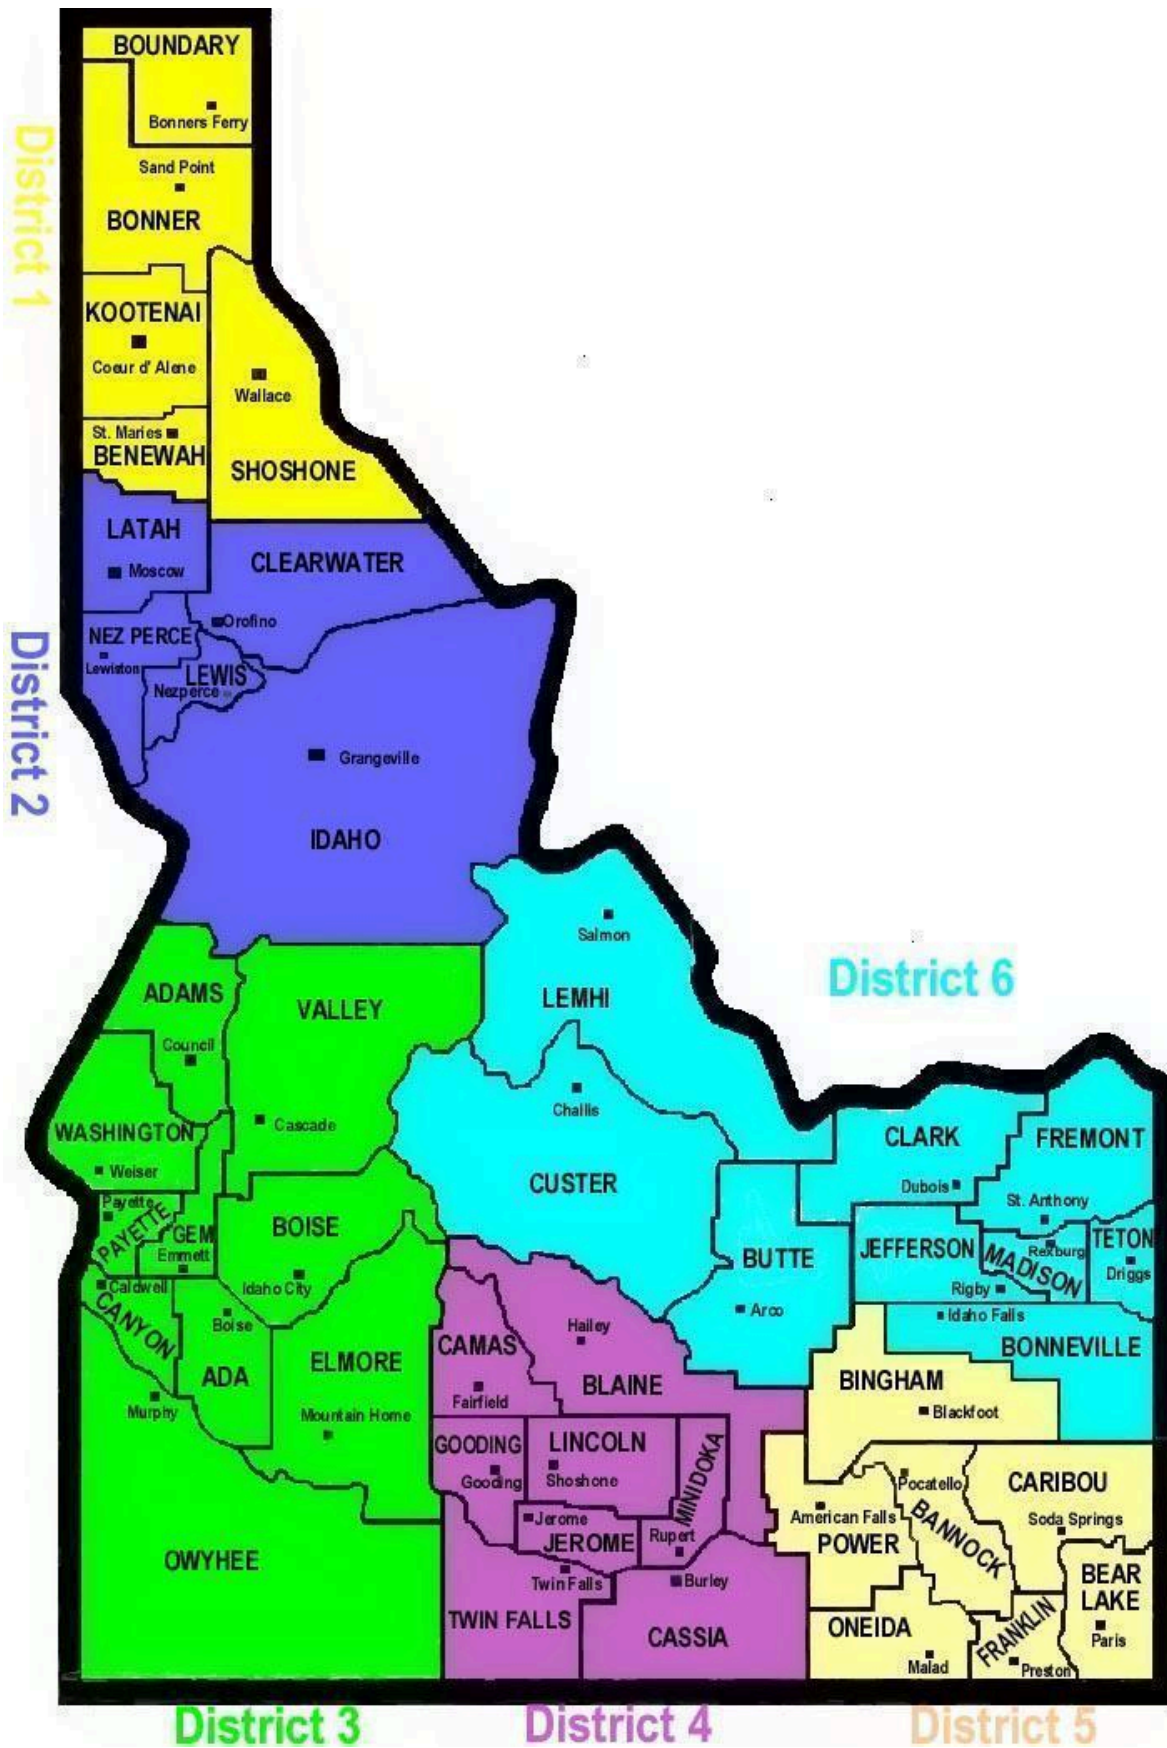 BOUNDARY
Bonners Ferry
Sand Point
BONNER
District 1
KOOTENAI
Coeur d' Alene
Wallace
St. Maries
BENEWAH
SHOSHONE
LATAH
Moscow
CLEARWATER
Orofino
NEZ PERCE
Lewiston
LEWIS
Nezperce
District 2
Grangeville
IDAHO
Salmon
LEMHI
District 6
ADAMS
VALLEY
Council
Challis
Cascade
WASHINGTON
Weiser
CUSTER
CLARK
Dubois
FREMONT
St. Anthony
Payette
PAYETTE
GEM
Emmett
BOISE
Idaho City
BUTTE
Arco
JEFFERSON
Rigby
MADISON
Rexburg
TETON
Driggs
Caldwell
CANYON
Boise
ADA
ELMORE
Mountain Home
Murphy
CAMAS
Fairfield
Hailey
BLAINE
Idaho Falls
BONNEVILLE
BINGHAM
Blackfoot
GOODING
Gooding
LINCOLN
Shoshone
MINIDOKA
Rupert
Jerome
JEROME
American Falls
POWER
Pocatello
BANNOCK
CARIBOU
Soda Springs
OWYHEE
Twin Falls
TWIN FALLS
Burley
CASSIA
ONEIDA
Malad
FRANKLIN
Preston
BEAR
LAKE
Paris
District 3
District 4
District 5